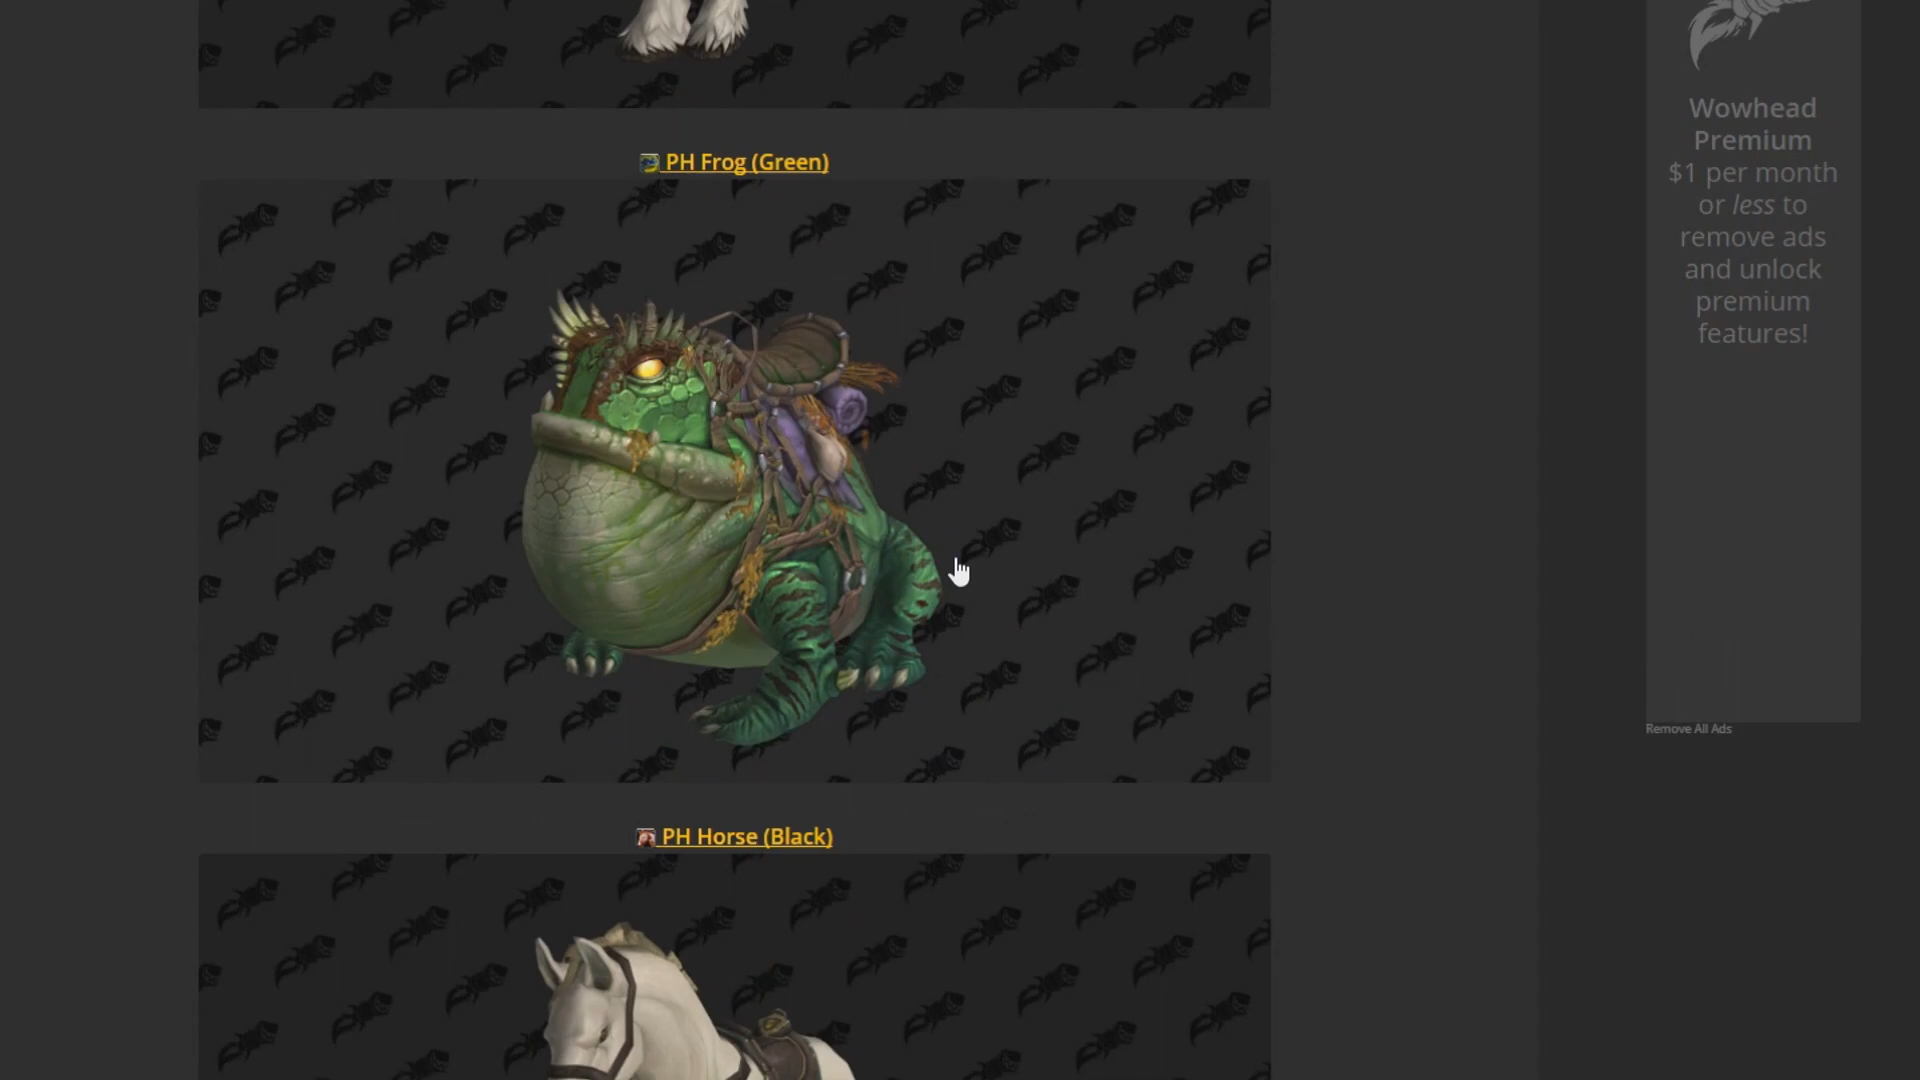 PH Frog (Green)
PH Horse (Black)
Wowhead
Premium
$1 per month
or less to
remove ads
and unlock
premium
features!
Remove All Ads